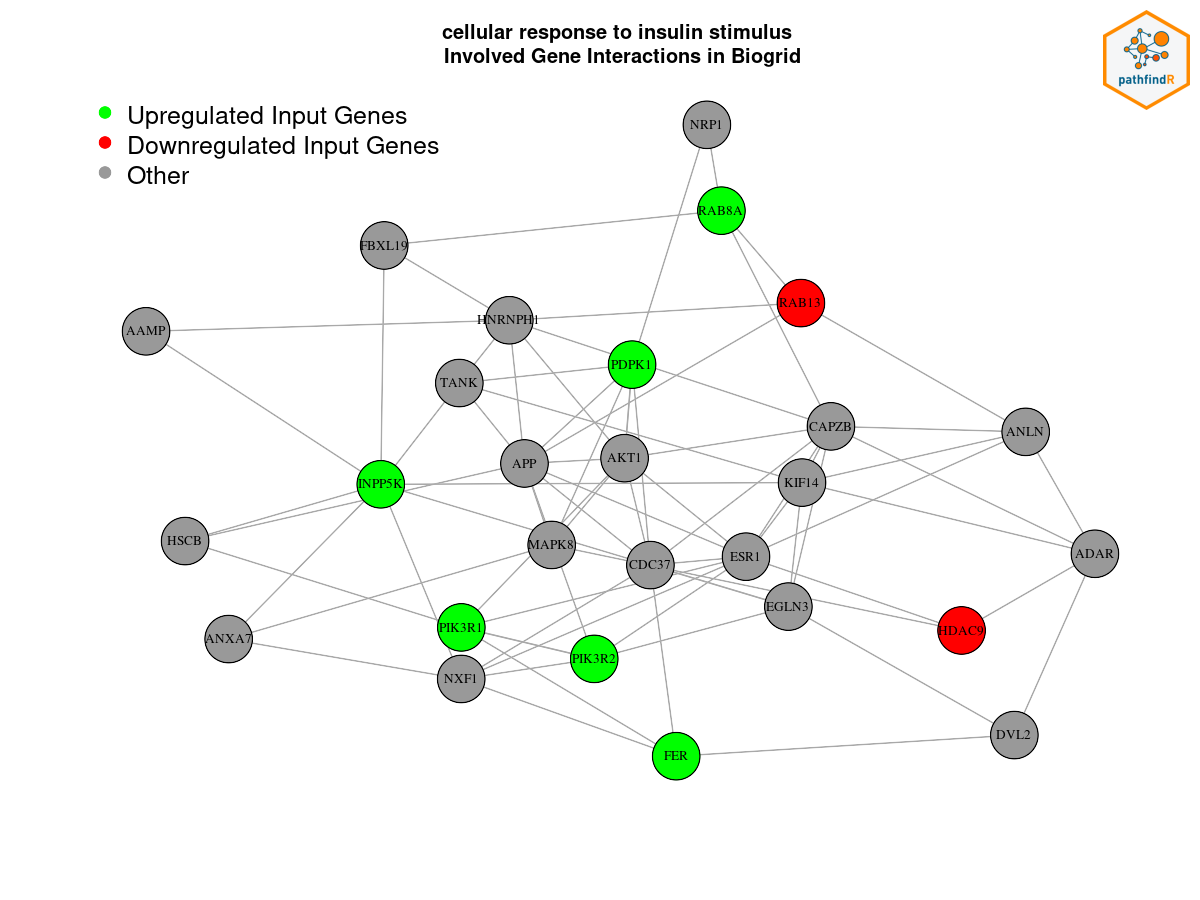 cellular response to insulin stimulus
Involved Gene Interactions in Biogrid
pathfindR
Upregulated Input Genes
Downregulated Input Genes
Other
NRP1
RAB8A
FBXL19
RAB13
HNRNPH1
AAMP
PDPK1
TANK
CAPZB
ANLN
AKT1
APP
KIF14
INPP5K
HSCB
MAPK8
ADAR
ESR1
CDC37
EGLN3
PIK3R1
HDAC9
ANXA7
PIK3R2
NXF1
DVL2
FER